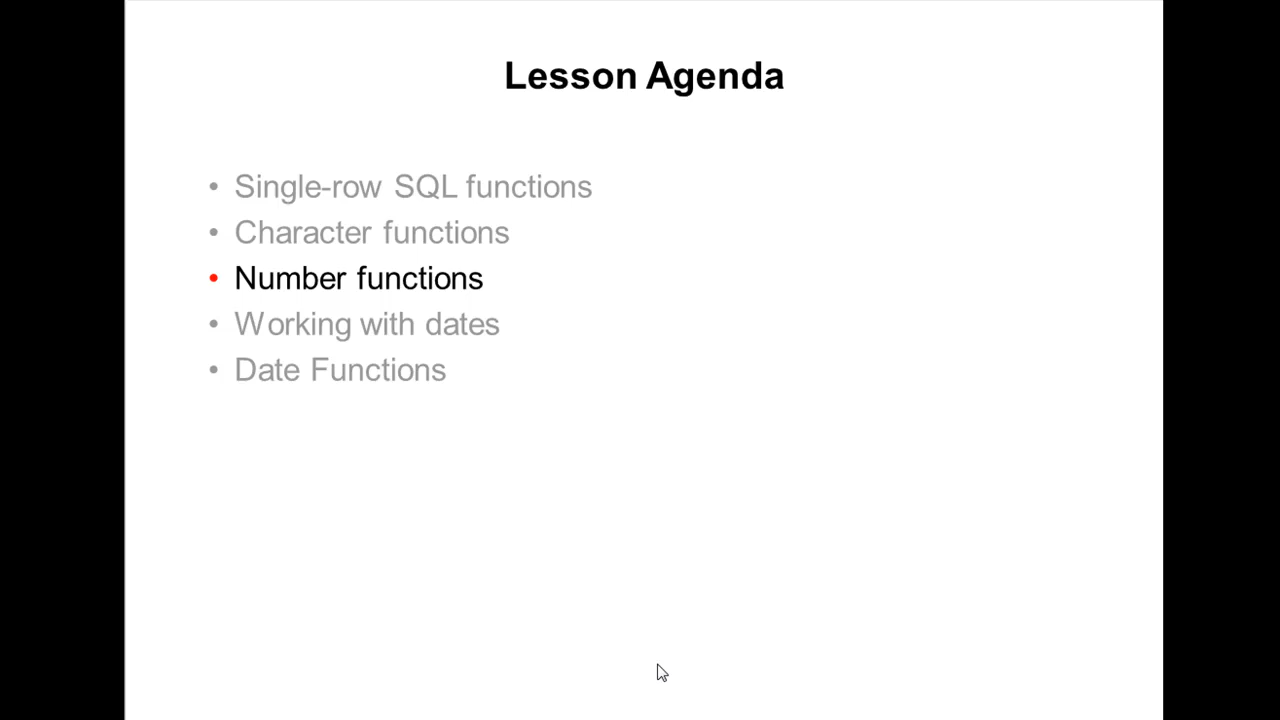 Lesson Agenda
• Single-row SQL functions
• Character functions
• Number functions
• Working with dates
• Date Functions